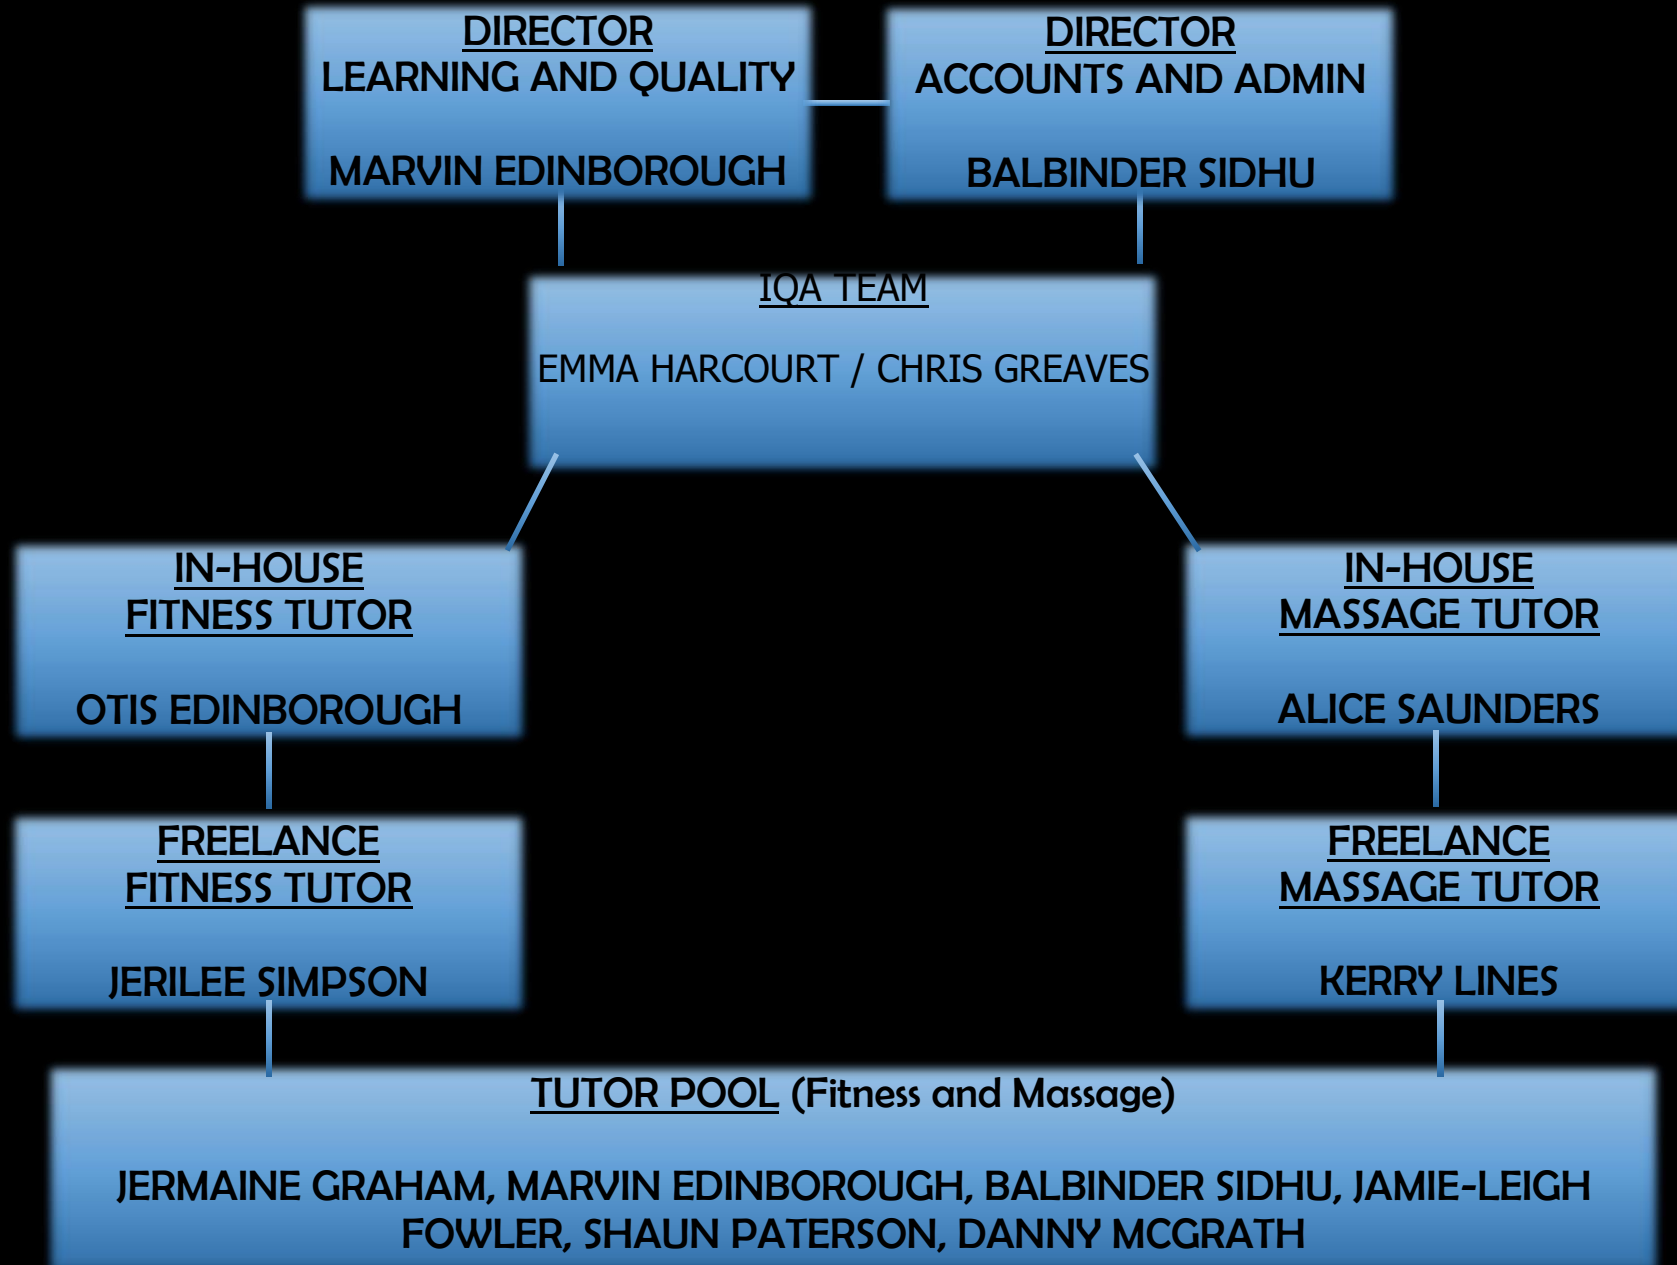 DIRECTOR
LEARNING AND QUALITY
MARVIN EDINBOROUGH
DIRECTOR
ACCOUNTS AND ADMIN
BALBINDER SIDHU
IQA TEAM
EMMA HARCOURT / CHRIS GREAVES
IN-HOUSE
FITNESS TUTOR
OTIS EDINBOROUGH
IN-HOUSE
MASSAGE TUTOR
ALICE SAUNDERS
FREELANCE
FITNESS TUTOR
JERILEE SIMPSON
FREELANCE
MASSAGE TUTOR
KERRY LINES
TUTOR POOL (Fitness and Massage)
JERMAINE GRAHAM, MARVIN EDINBOROUGH, BALBINDER SIDHU, JAMIE-LEIGH
FOWLER, SHAUN PATERSON, DANNY MCGRATH